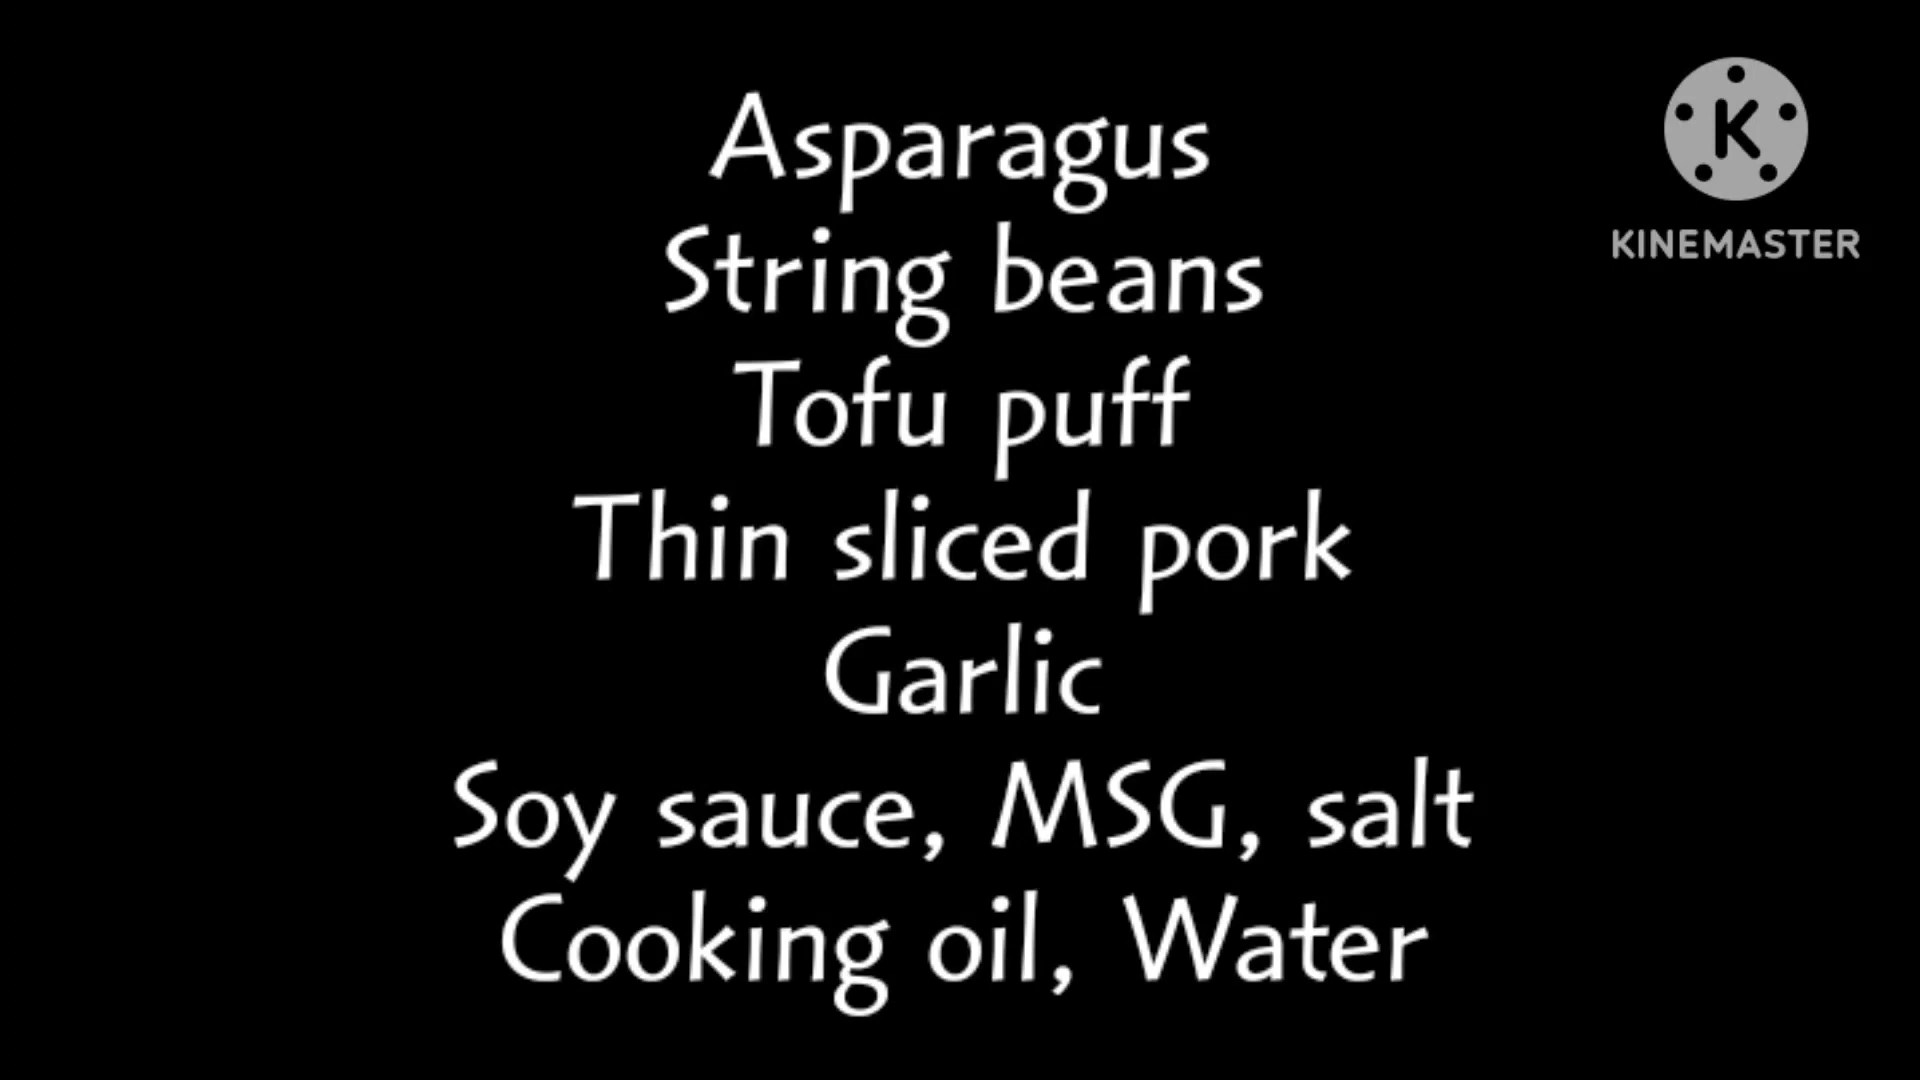 Asparagus
String beans
Tofu puff
Thin sliced pork
Garlic
Soy sauce, MSG, salt
Cooking oil, Water
K
KINEMASTER